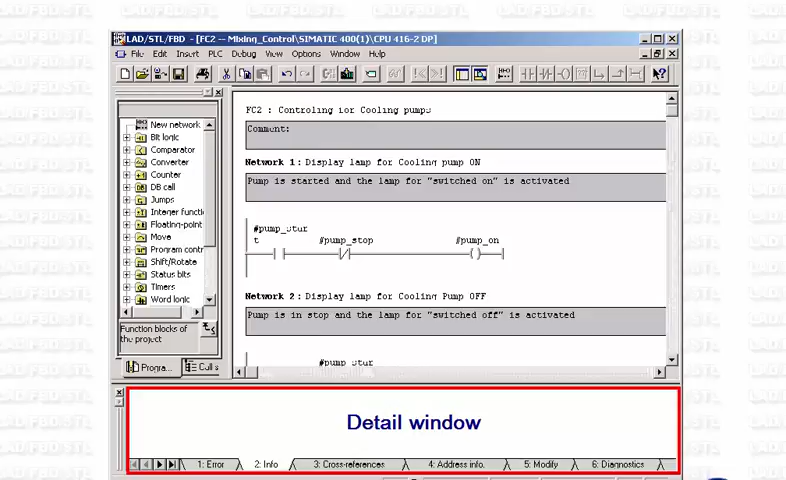 LAD/STL/FBD - [FC2 -- Mixing_Control\SIMATIC 400(1)\CPU 416-2 DP]
File Edit Insert PLC Debug View Options Window Help
New network
Bit logic
Comparator
Converter
Counter
DB call
Jumps
Integer functi
Floating-point
Move
Program contr
Shift/Rotate
Status bits
Timers
Word logic
Function blocks of
the project
Progra... Calls
FC2 : Controling for Cooling pumps
Comment:
Network 1 : Display lamp for Cooling pump ON
Pump is started and the lamp for "switched on" is activated
#pump_star
t #pump_stop #pump_on
Network 2 : Display lamp for Cooling Pump OFF
Pump is in stop and the lamp for "switched off" is activated
#pump_star
Detail window
1: Error 2: Info 3: Cross-references 4: Address info. 5: Modify 6: Diagnostics